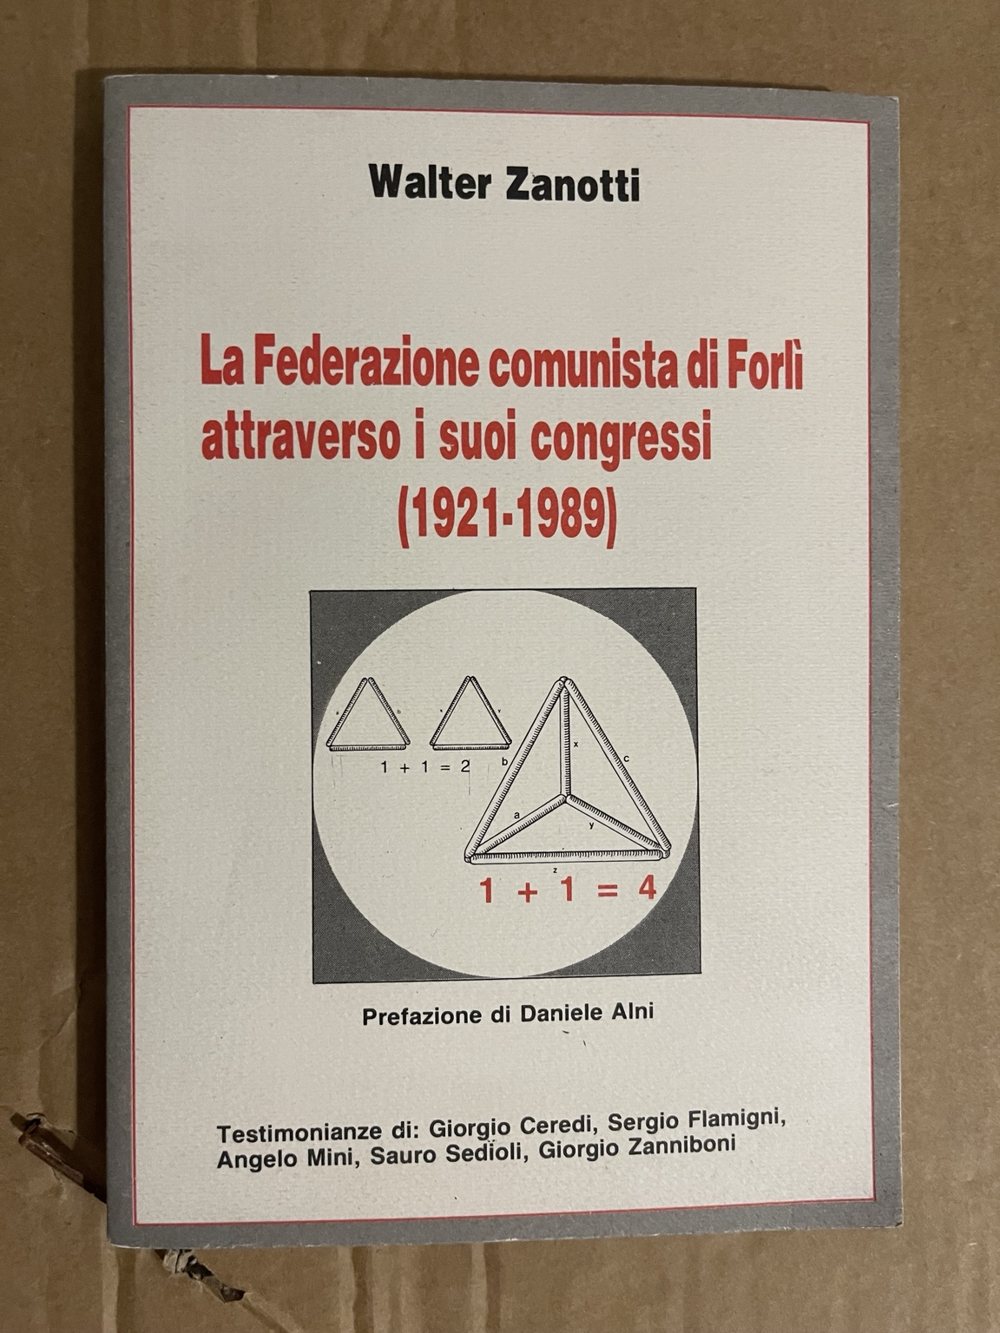 Walter Zanotti
La Federazione comunista di Forlì
attraverso i suoi congressi
(1921-1989)
1 + 1 = 2
b
c
x
a
y
z
1 + 1 = 4
Prefazione di Daniele Alni
Testimonianze di: Giorgio Ceredi, Sergio Flamigni,
Angelo Mini, Sauro Sedioli, Giorgio Zanniboni